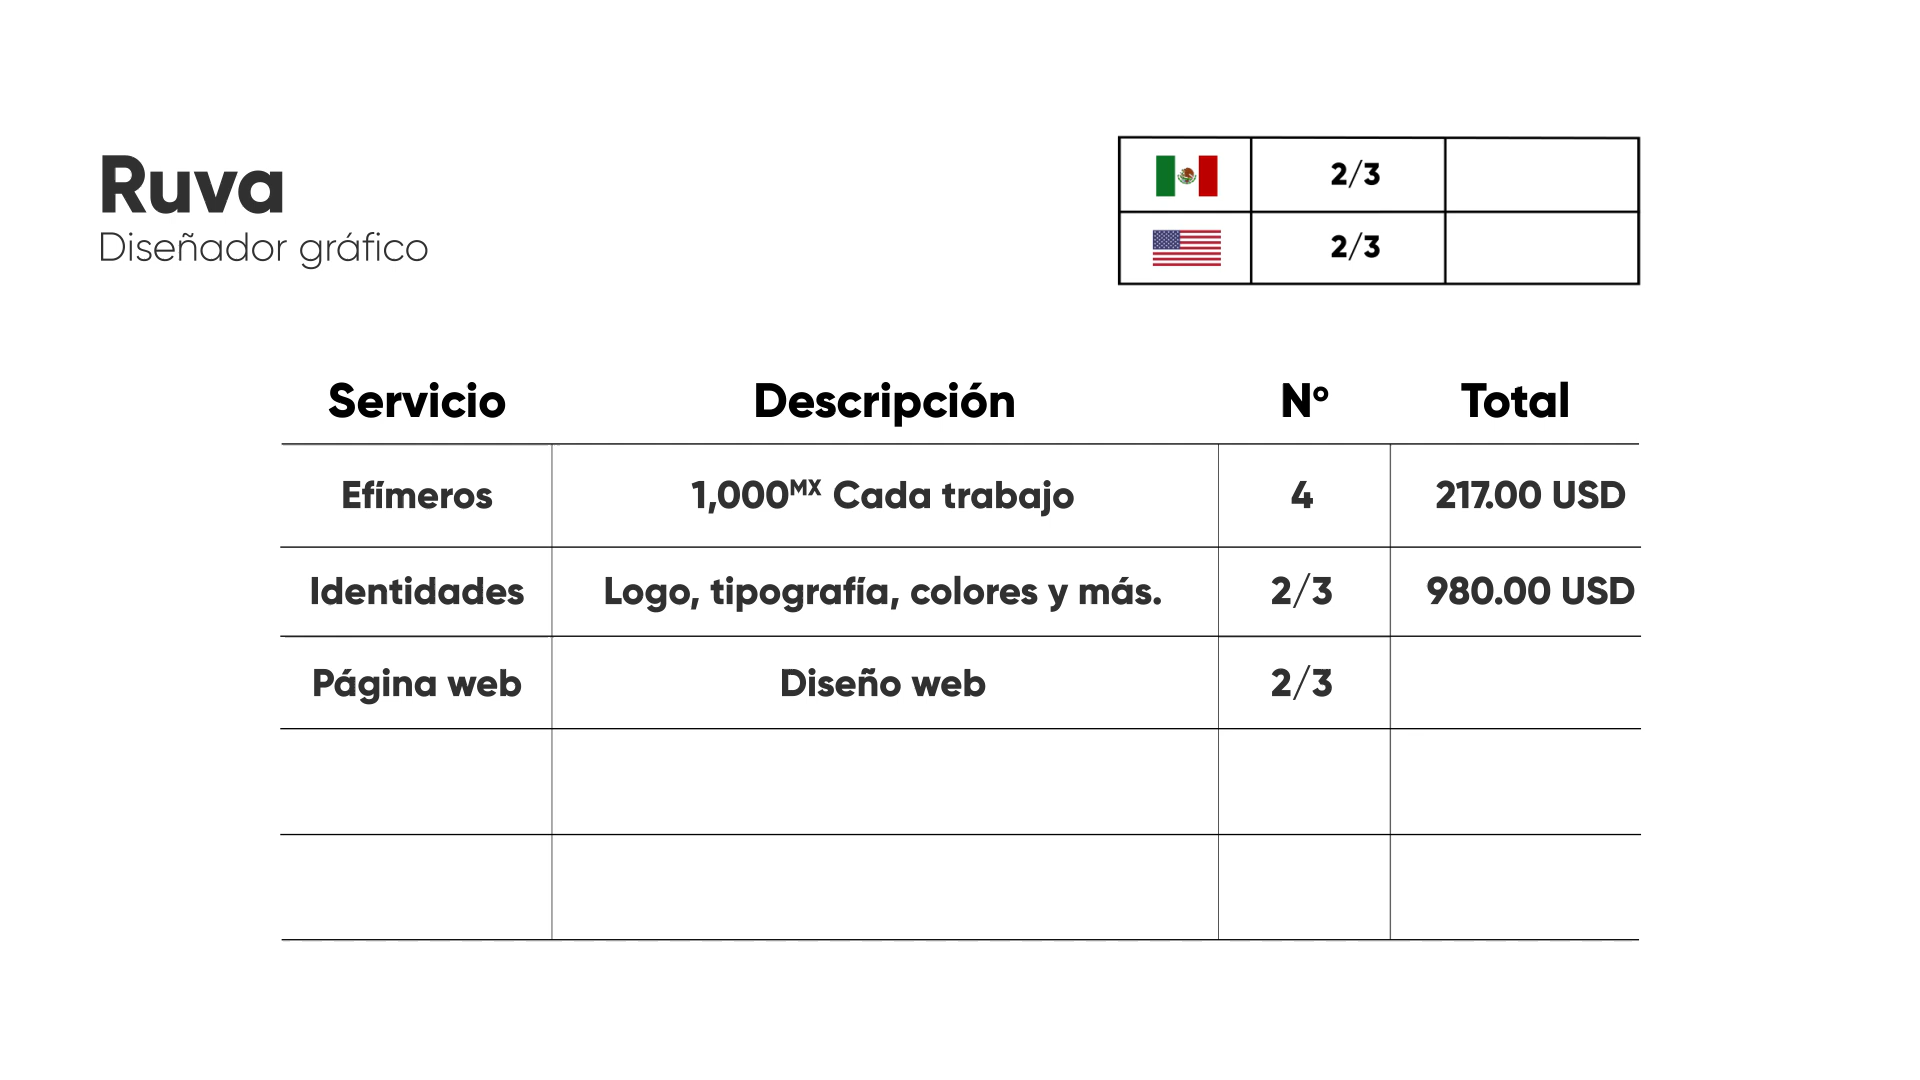 Ruva
Diseñador gráfico
2/3
2/3
Servicio Descripción Nº Total
Efímeros 1,000ᴹˣ Cada trabajo 4 217.00 USD
Identidades Logo, tipografía, colores y más. 2/3 980.00 USD
Página web Diseño web 2/3